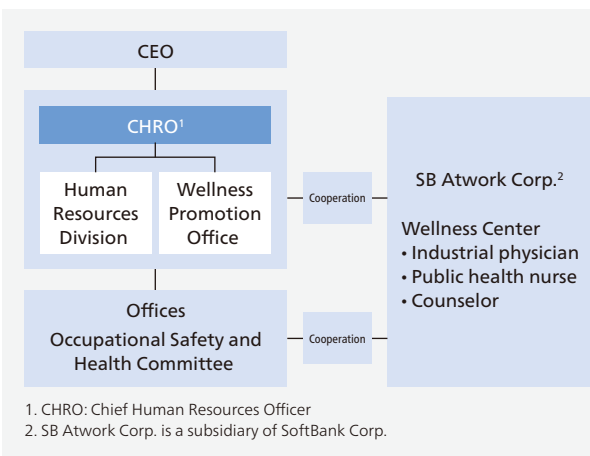 CEO
CHRO¹
Human
Resources
Division
Wellness
Promotion
Office
Cooperation
SB Atwork Corp.²
Wellness Center
• Industrial physician
• Public health nurse
• Counselor
Offices
Occupational Safety and
Health Committee
Cooperation
1. CHRO: Chief Human Resources Officer
2. SB Atwork Corp. is a subsidiary of SoftBank Corp.